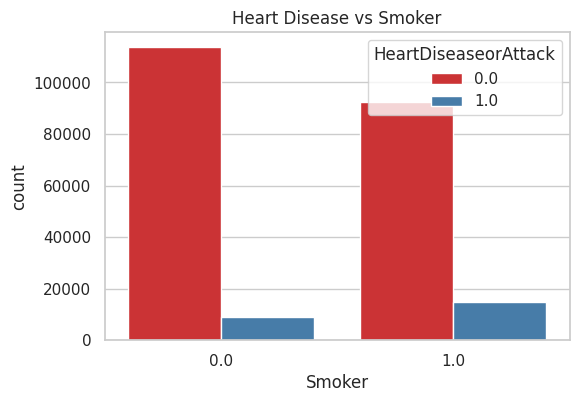 Heart Disease vs Smoker
HeartDiseaseorAttack
0.0
1.0
100000
80000
60000
40000
20000
0
count
0.0 1.0
Smoker